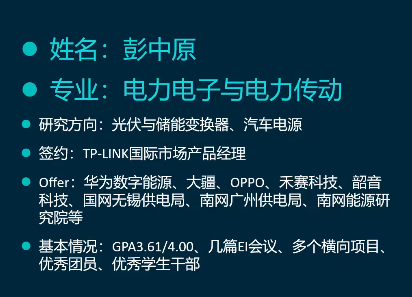 姓名：彭中原
专业：电力电子与电力传动
研究方向：光伏与储能变换器、汽车电源
签约：TP-LINK国际市场产品经理
Offer：华为数字能源、大疆、OPPO、禾赛科技、韶音
科技、国网无锡供电局、南网广州供电局、南网能源研
究院等
基本情况：GPA3.61/4.00、几篇EI会议、多个横向项目、
优秀团员、优秀学生干部